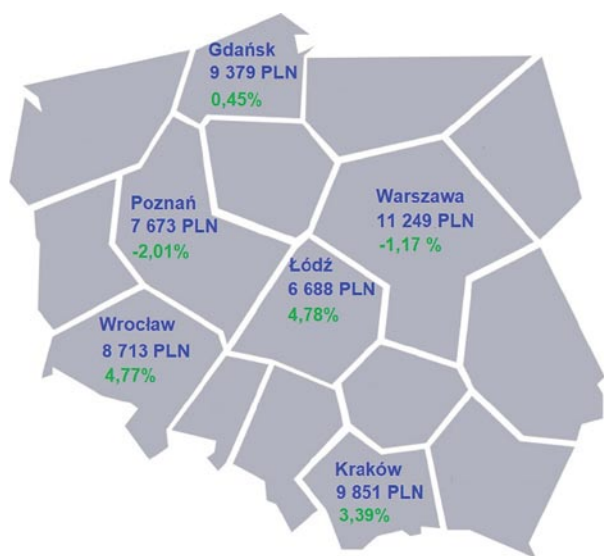 Gdańsk
9 379 PLN
0,45%
Poznań
7 673 PLN
-2,01%
Warszawa
11 249 PLN
-1,17 %
Łódź
6 688 PLN
4,78%
Wrocław
8 713 PLN
4,77%
Kraków
9 851 PLN
3,39%